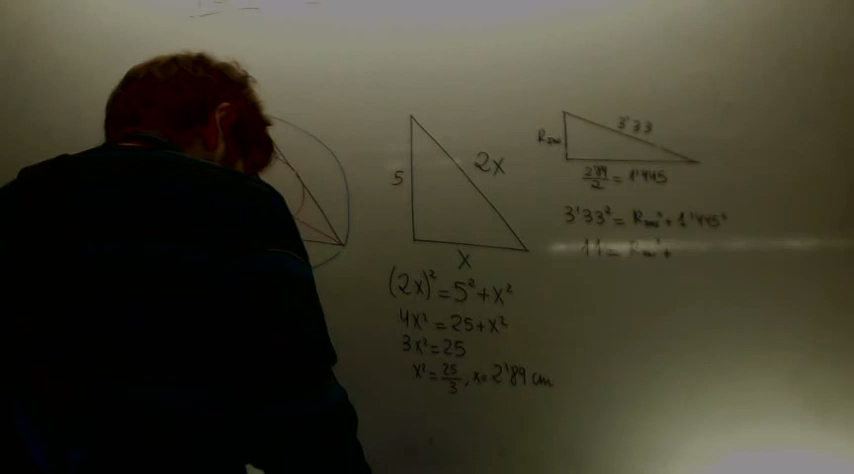 5
2x
x
(2x)² = 5² + x²
4x² = 25 + x²
3x² = 25
x² = 25/3, x = 2'89 cm
3'33
2'89/2 = 1'445
3'33² = + 1'445²
11 =